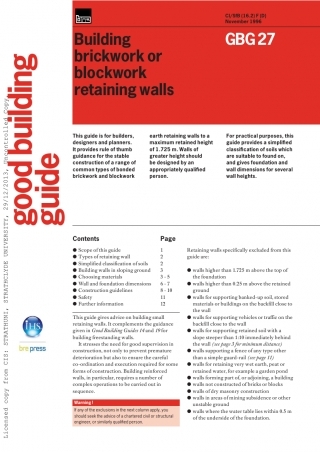 CI/SfB (16.2) F (O)
November 1996
Building
brickwork or
blockwork
retaining walls
GBG 27
good building
guide
Licensed copy from CIS: STRATHUNI, STRATHCLYDE UNIVERSITY, 29/12/2013, Uncontrolled Copy.
This guide is for builders,
designers and planners.
It provides rule of thumb
guidance for the stable
construction of a range of
common types of bonded
brickwork and blockwork
earth retaining walls to a
maximum retained height
of 1.725 m. Walls of
greater height should
be designed by an
appropriately qualified
person.
For practical purposes, this
guide provides a simplified
classification of soils which
are suitable to found on,
and gives foundation and
wall dimensions for several
wall heights.
Contents Page
● Scope of this guide 1
● Types of retaining wall 2
● Simplified classification of soils 2
● Building walls in sloping ground 3
● Choosing materials 3 - 5
● Wall and foundation dimensions 6 - 7
● Construction guidelines 8 - 10
● Safety 11
● Further information 12
This guide gives advice on building small
retaining walls. It complements the guidance
given in Good Building Guides 14 and 19 for
building freestanding walls.
It stresses the need for good supervision in
construction, not only to prevent premature
deterioration but also to ensure the careful
co-ordination and execution required for some
forms of construction. Building reinforced
walls, in particular, requires a number of
complex operations to be carried out in
sequence.
Warning !
If any of the exclusions in the next column apply, you
should seek the advice of a chartered civil or structural
engineer, or similarly qualified person.
Retaining walls specifically excluded from this
guide are:
● walls higher than 1.725 m above the top of
the foundation
● walls higher than 0.25 m above the retained
ground
● walls for supporting banked-up soil, stored
materials or buildings on the backfill close to
the wall
● walls for supporting vehicles or traffic on the
backfill close to the wall
● walls for supporting retained soil with a
slope steeper than 1:10 immediately behind
the wall (see page 3 for minimum distance)
● walls supporting a fence of any type other
than a simple guard rail (see page 11)
● walls for retaining very wet earth, peat or
retained water, for example a garden pond
● walls forming part of, or adjoining, a building
● walls not constructed of bricks or blocks
● walls of dry masonry construction
● walls in areas of mining subsidence or other
unstable ground
● walls where the water table lies within 0.5 m
of the underside of the foundation.
IHS
bre press